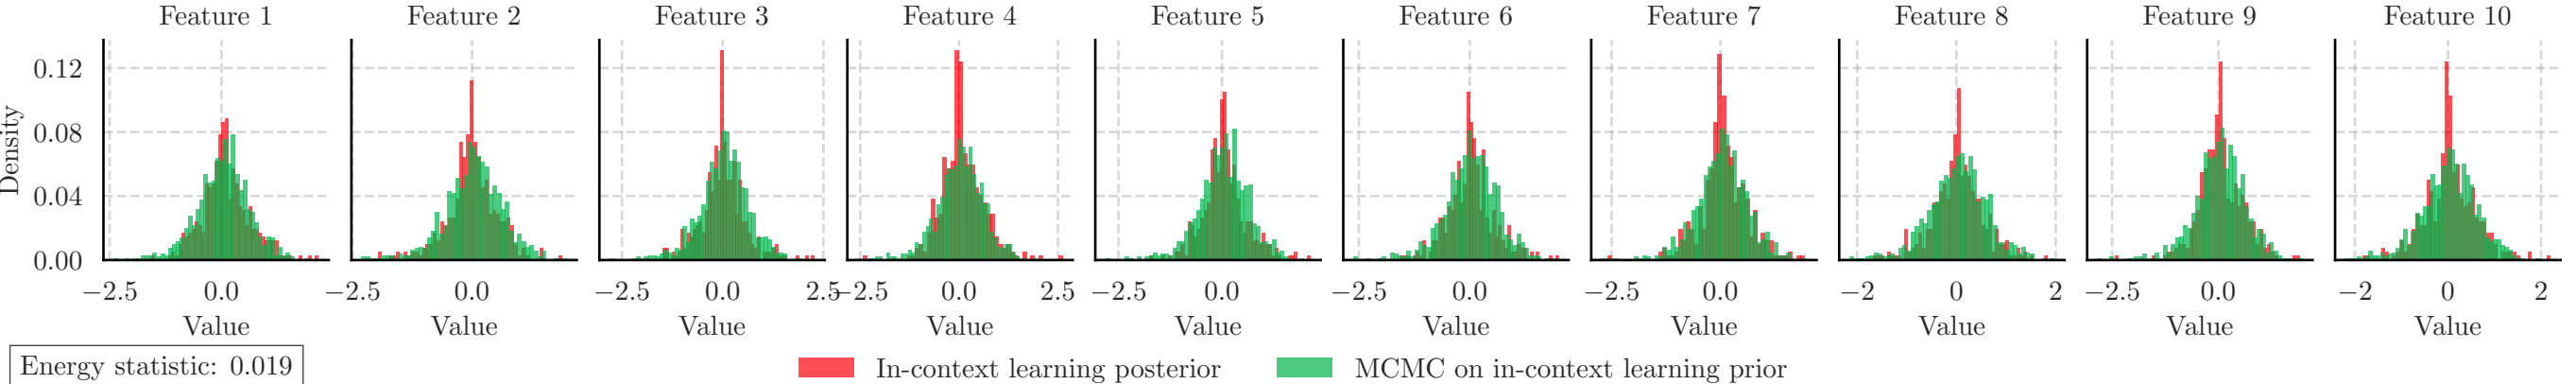 Feature 1 Feature 2 Feature 3 Feature 4 Feature 5 Feature 6 Feature 7 Feature 8 Feature 9 Feature 10
Density
0.12
0.08
0.04
0.00
−2.5 0.0 −2.5 0.0 −2.5 0.0 2.5 −2.5 0.0 2.5 −2.5 0.0 −2.5 0.0 −2.5 0.0 −2 0 2 −2.5 0.0 −2 0 2
Value Value Value Value Value Value Value Value Value Value
Energy statistic: 0.019
In-context learning posterior MCMC on in-context learning prior